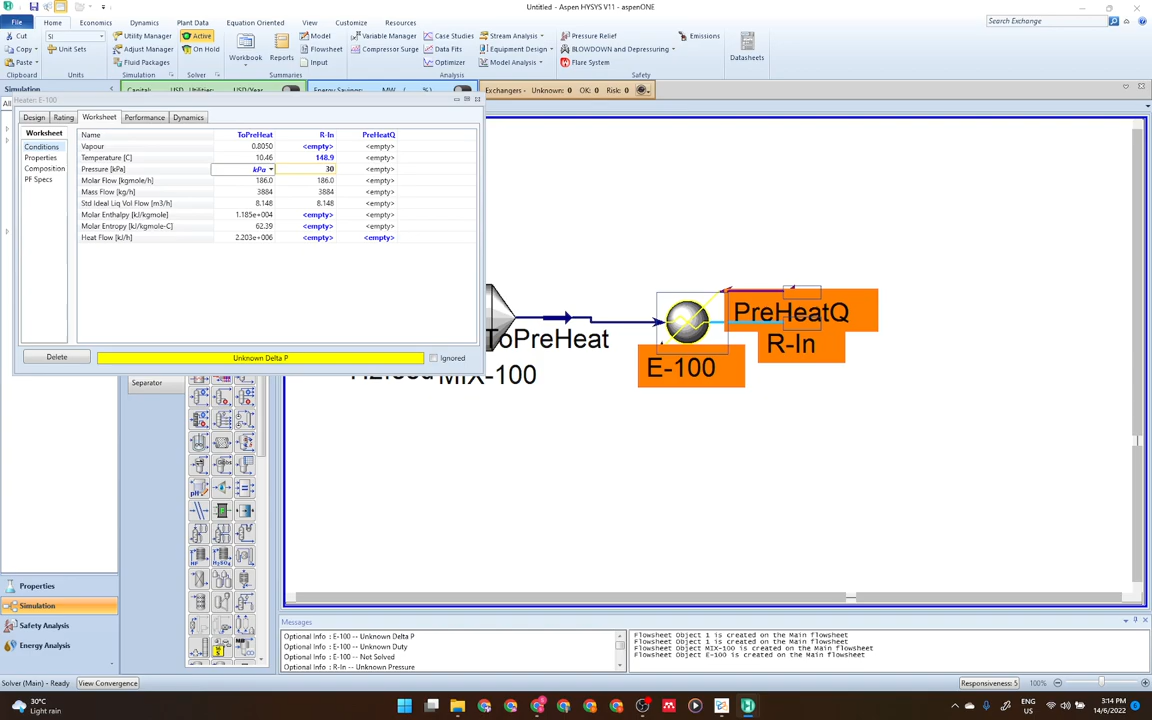 Untitled - Aspen HYSYS V11 - aspenONE
File Home Economics Dynamics Plant Data Equation Oriented View Customize Resources
Search Exchange
Cut SI Utility Manager Active Model Variable Manager Case Studies Stream Analysis Pressure Relief Emissions
Copy Unit Sets Adjust Manager On Hold Flowsheet Compressor Surge Data Fits Equipment Design BLOWDOWN and Depressuring
Paste Fluid Packages Workbook Reports Input Optimizer Model Analysis Flare System Datasheets
Clipboard Units Simulation Solver Summaries Analysis Safety
Simulation Capital: USD Utilities: USD/Year Energy Savings: MW ( %) Exchangers - Unknown: 0 OK: 0 Risk: 0
All
Heater: E-100
Design Rating Worksheet Performance Dynamics
Worksheet
Conditions
Properties
Composition
PF Specs
Name ToPreHeat R-In PreHeatQ
Vapour 0.8050 <empty> <empty>
Temperature [C] 10.46 148.9 <empty>
Pressure [kPa] kPa 30 <empty>
Molar Flow [kgmole/h] 186.0 186.0 <empty>
Mass Flow [kg/h] 3884 3884 <empty>
Std Ideal Liq Vol Flow [m3/h] 8.148 8.148 <empty>
Molar Enthalpy [kJ/kgmole] 1.185e+004 <empty> <empty>
Molar Entropy [kJ/kgmole-C] 62.39 <empty> <empty>
Heat Flow [kJ/h] 2.203e+006 <empty> <empty>
Delete Unknown Delta P Ignored
PreHeatQ
ToPreHeat
R-In
E-100
MIX-100
Separator
Properties
Simulation
Safety Analysis
Energy Analysis
Messages
Optional Info : E-100 -- Unknown Delta P
Optional Info : E-100 -- Unknown Duty
Optional Info : E-100 -- Not Solved
Optional Info : R-In -- Unknown Pressure
Flowsheet Object 1 is created on the Main flowsheet
Flowsheet Object 1 is created on the Main flowsheet
Flowsheet Object MIX-100 is created on the Main flowsheet
Flowsheet Object E-100 is created on the Main flowsheet
Solver (Main) - Ready View Convergence Responsiveness: 5 100%
30°C
Light rain
ENG
US
3:14 PM
14/6/2022